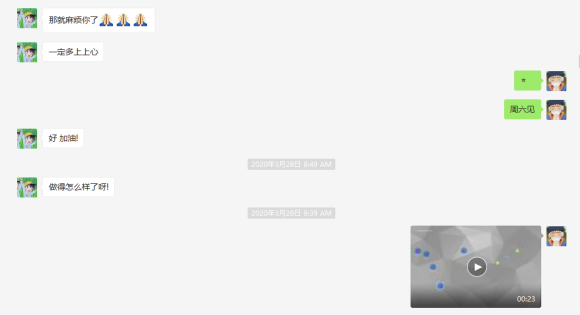 那就麻烦你了🙏🙏🙏
一定多上上心
周六见
好 加油!
2020年3月28日 8:49 AM
做得怎么样了呀!
2020年3月28日 9:39 AM
00:23